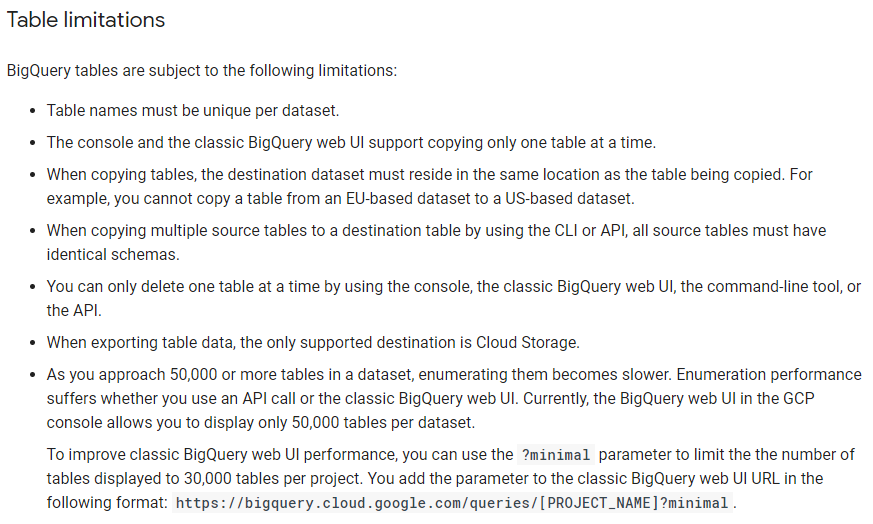 Table limitations
BigQuery tables are subject to the following limitations:
• Table names must be unique per dataset.
• The console and the classic BigQuery web UI support copying only one table at a time.
• When copying tables, the destination dataset must reside in the same location as the table being copied. For
example, you cannot copy a table from an EU-based dataset to a US-based dataset.
• When copying multiple source tables to a destination table by using the CLI or API, all source tables must have
identical schemas.
• You can only delete one table at a time by using the console, the classic BigQuery web UI, the command-line tool, or
the API.
• When exporting table data, the only supported destination is Cloud Storage.
• As you approach 50,000 or more tables in a dataset, enumerating them becomes slower. Enumeration performance
suffers whether you use an API call or the classic BigQuery web UI. Currently, the BigQuery web UI in the GCP
console allows you to display only 50,000 tables per dataset.
To improve classic BigQuery web UI performance, you can use the ?minimal parameter to limit the the number of
tables displayed to 30,000 tables per project. You add the parameter to the classic BigQuery web UI URL in the
following format: https://bigquery.cloud.google.com/queries/[PROJECT_NAME]?minimal.